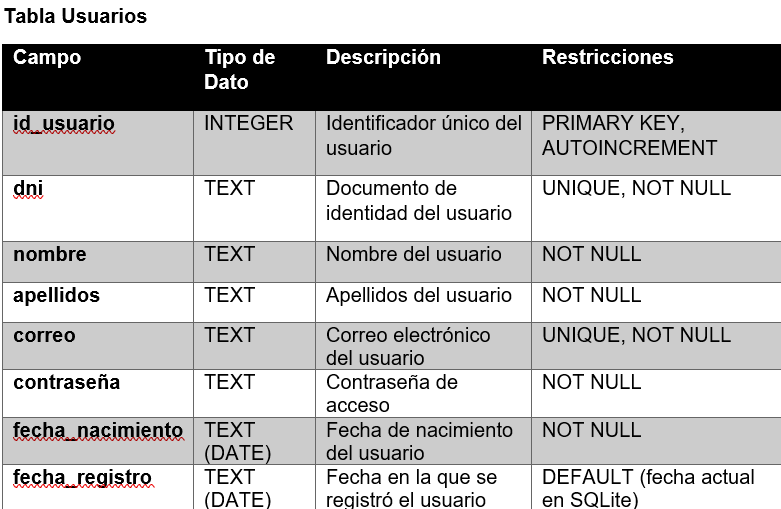 Tabla Usuarios
Campo Tipo de Descripción Restricciones
Dato
id_usuario INTEGER Identificador único del PRIMARY KEY,
usuario AUTOINCREMENT
dni TEXT Documento de UNIQUE, NOT NULL
identidad del usuario
nombre TEXT Nombre del usuario NOT NULL
apellidos TEXT Apellidos del usuario NOT NULL
correo TEXT Correo electrónico UNIQUE, NOT NULL
del usuario
contraseña TEXT Contraseña de NOT NULL
acceso
fecha_nacimiento TEXT Fecha de nacimiento NOT NULL
(DATE) del usuario
fecha_registro TEXT Fecha en la que se DEFAULT (fecha actual
(DATE) registró el usuario en SQLite)